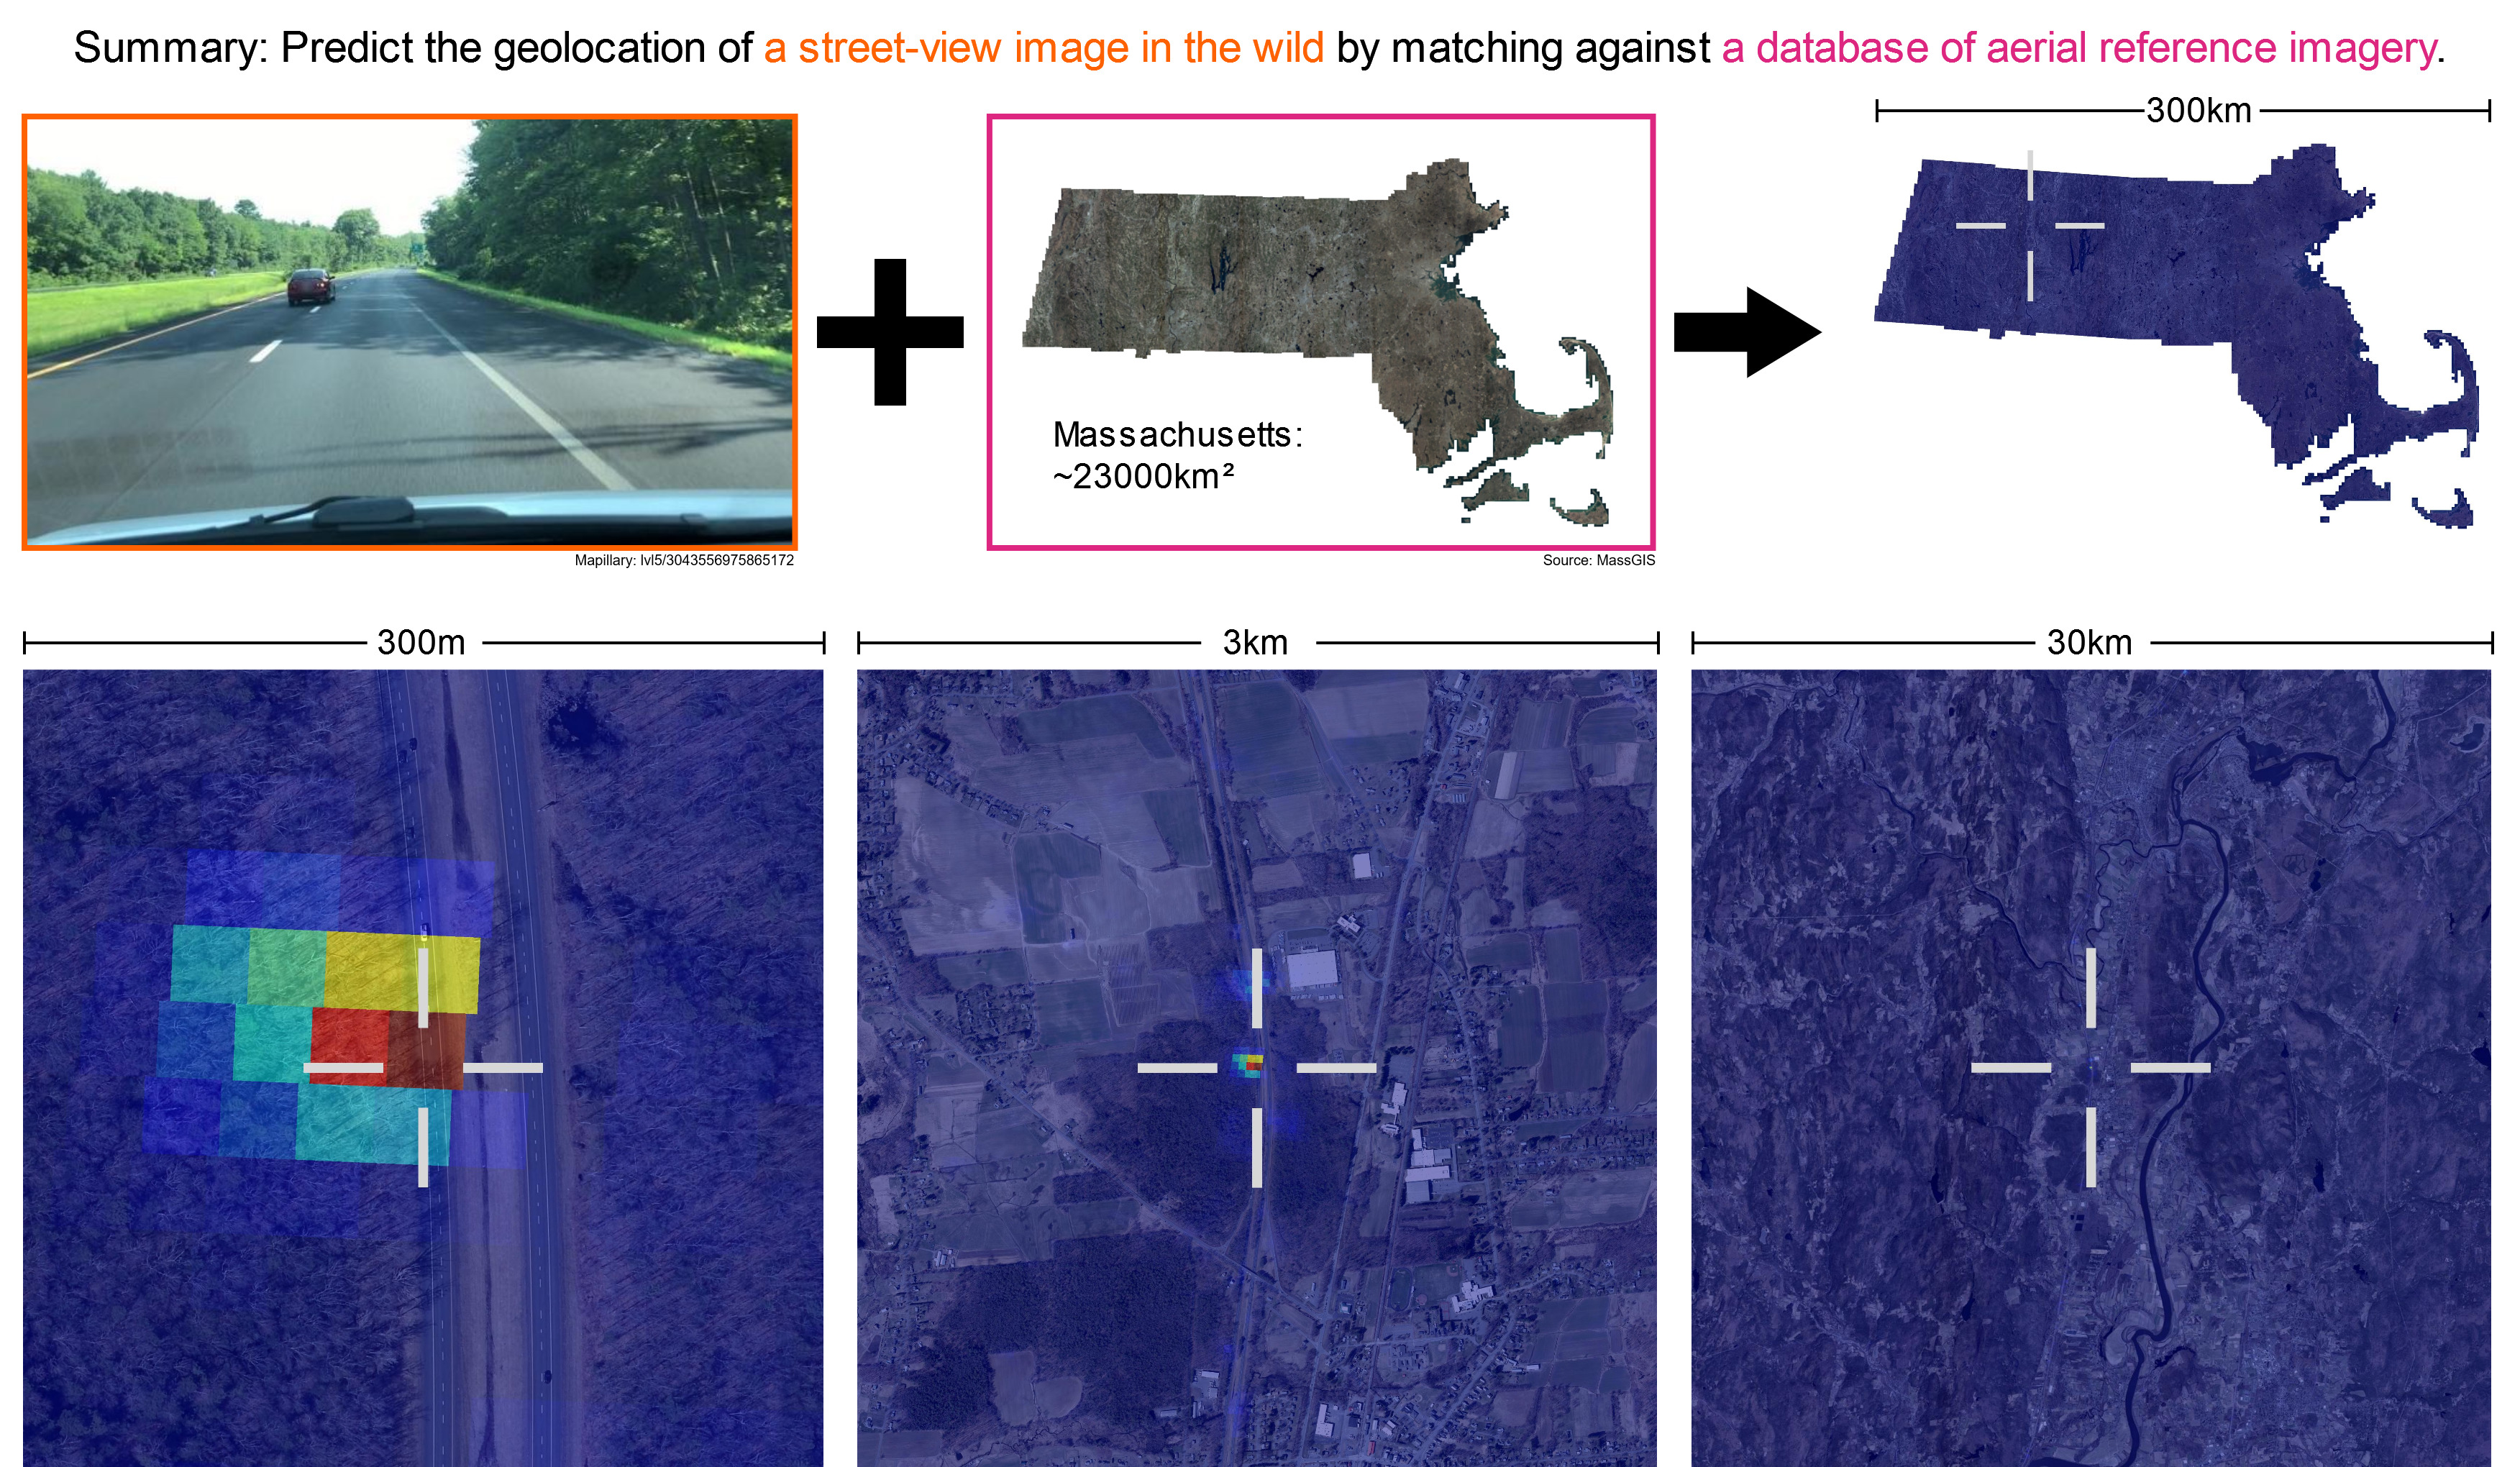 Summary: Predict the geolocation of a street-view image in the wild by matching against a database of aerial reference imagery.
300km
Massachusetts:
~23000km²
Mapillary: lvl5/3043556975865172
Source: MassGIS
300m
3km
30km